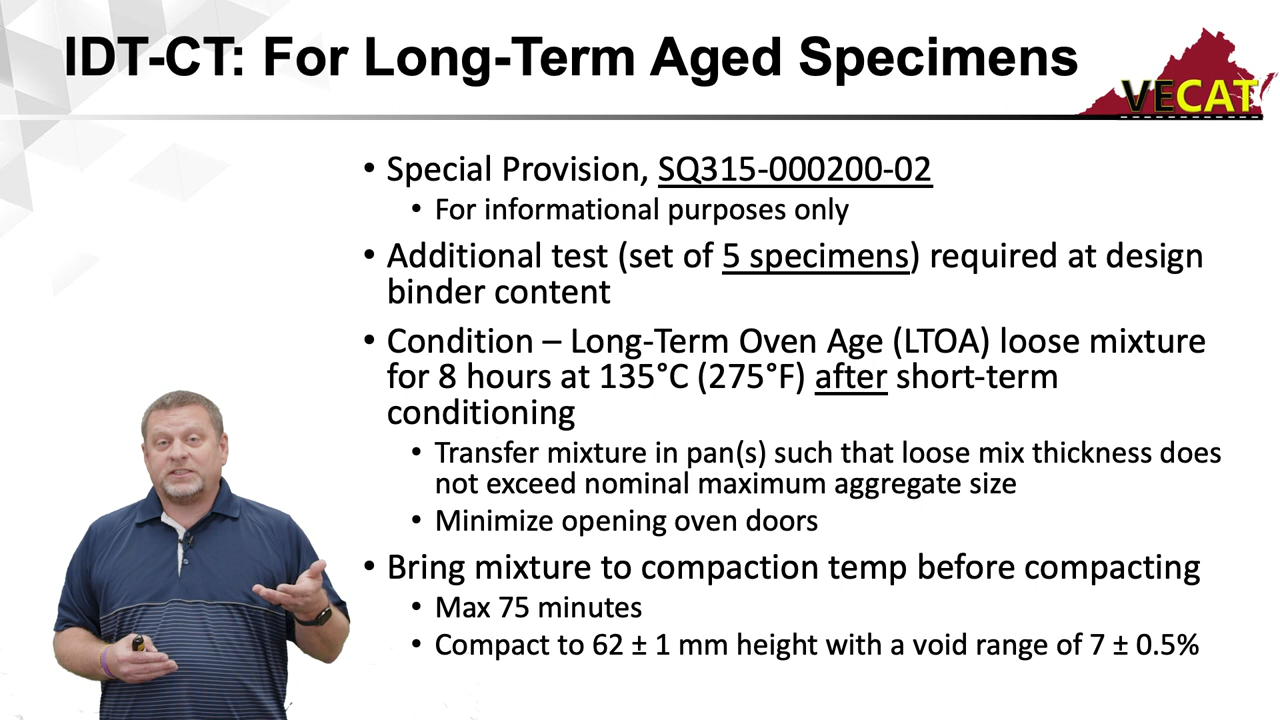 IDT-CT: For Long-Term Aged Specimens
VECAT
• Special Provision, SQ315-000200-02
• For informational purposes only
• Additional test (set of 5 specimens) required at design
binder content
• Condition – Long-Term Oven Age (LTOA) loose mixture
for 8 hours at 135°C (275°F) after short-term
conditioning
• Transfer mixture in pan(s) such that loose mix thickness does
not exceed nominal maximum aggregate size
• Minimize opening oven doors
• Bring mixture to compaction temp before compacting
• Max 75 minutes
• Compact to 62 ± 1 mm height with a void range of 7 ± 0.5%